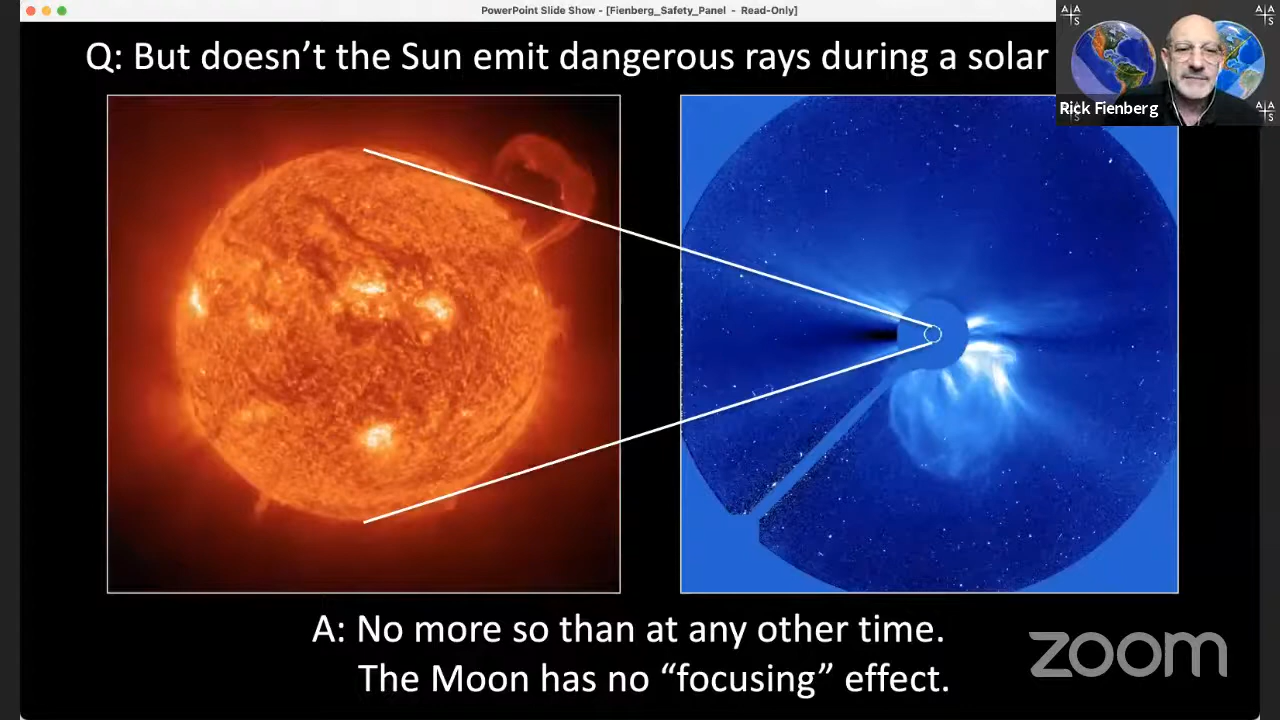 PowerPoint Slide Show - [Fienberg_Safety_Panel - Read-Only]
Q: But doesn’t the Sun emit dangerous rays during a solar
A A
S
A A
S
Rick Fienberg
A A
S
A A
S
A: No more so than at any other time.
The Moon has no “focusing” effect.
zoom